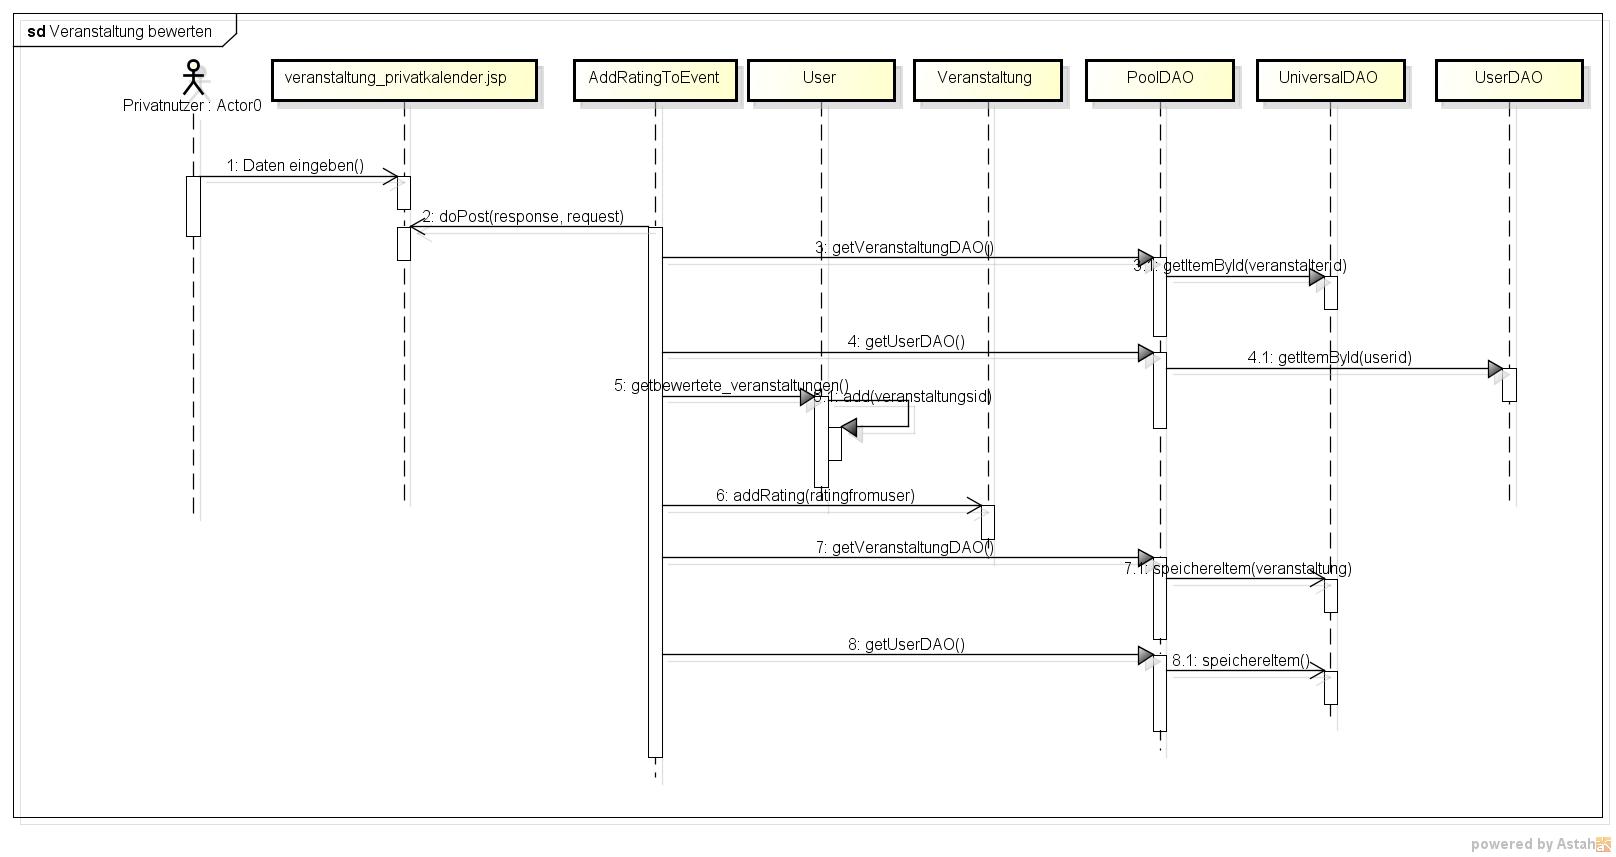 sd Veranstaltung bewerten
Privatnutzer : Actor0
veranstaltung_privatkalender.jsp
AddRatingToEvent
User
Veranstaltung
PoolDAO
UniversalDAO
UserDAO
1: Daten eingeben()
2: doPost(response, request)
3: getVeranstaltungDAO()
3.1: getItemById(veranstalterid)
4: getUserDAO()
4.1: getItemById(userid)
5: getbewertete_veranstaltungen()
5.1: add(veranstaltungsid)
6: addRating(ratingfromuser)
7: getVeranstaltungDAO()
7.1: speichereItem(veranstaltung)
8: getUserDAO()
8.1: speichereItem()
powered by Astah